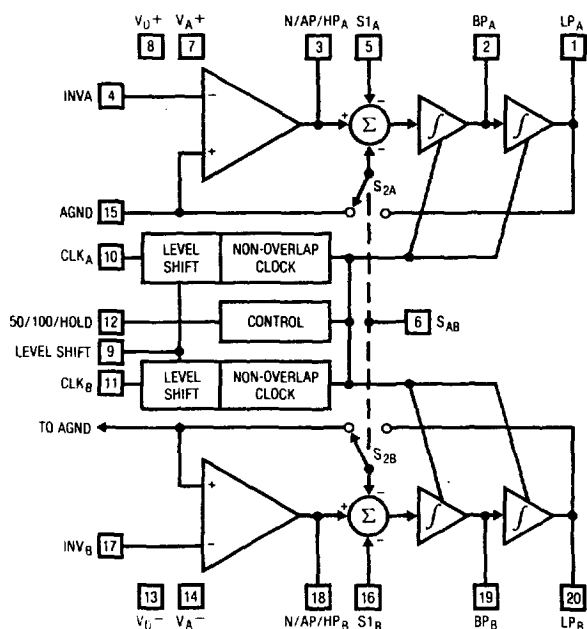 V_D+ V_A+ N/AP/HP_A S1_A BP_A LP_A
8 7 3 5 2 1
INVA 4 − + Σ − ∫ ∫
+ −
S2A
AGND 15
CLK_A 10 LEVEL SHIFT NON-OVERLAP CLOCK
50/100/HOLD 12 CONTROL 6 S_AB
LEVEL SHIFT 9
CLK_B 11 LEVEL SHIFT NON-OVERLAP CLOCK
TO AGND
S2B
+ −
INV_B 17 − + Σ − ∫ ∫
13 14 18 16 19 20
V_D− V_A− N/AP/HP_B S1_B BP_B LP_B